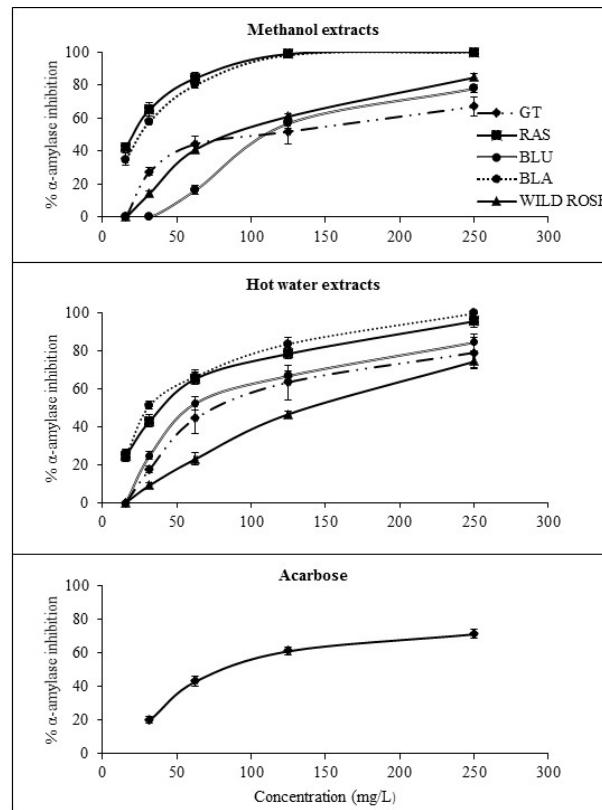 Methanol extracts
% α-amylase inhibition
100
80
60
40
20
0
0 50 100 150 200 250 300
GT
RAS
BLU
BLA
WILD ROSE
Hot water extracts
% α-amylase inhibition
100
80
60
40
20
0
0 50 100 150 200 250 300
Acarbose
% α-amylase inhibition
100
80
60
40
20
0
0 50 100 150 200 250 300
Concentration (mg/L)